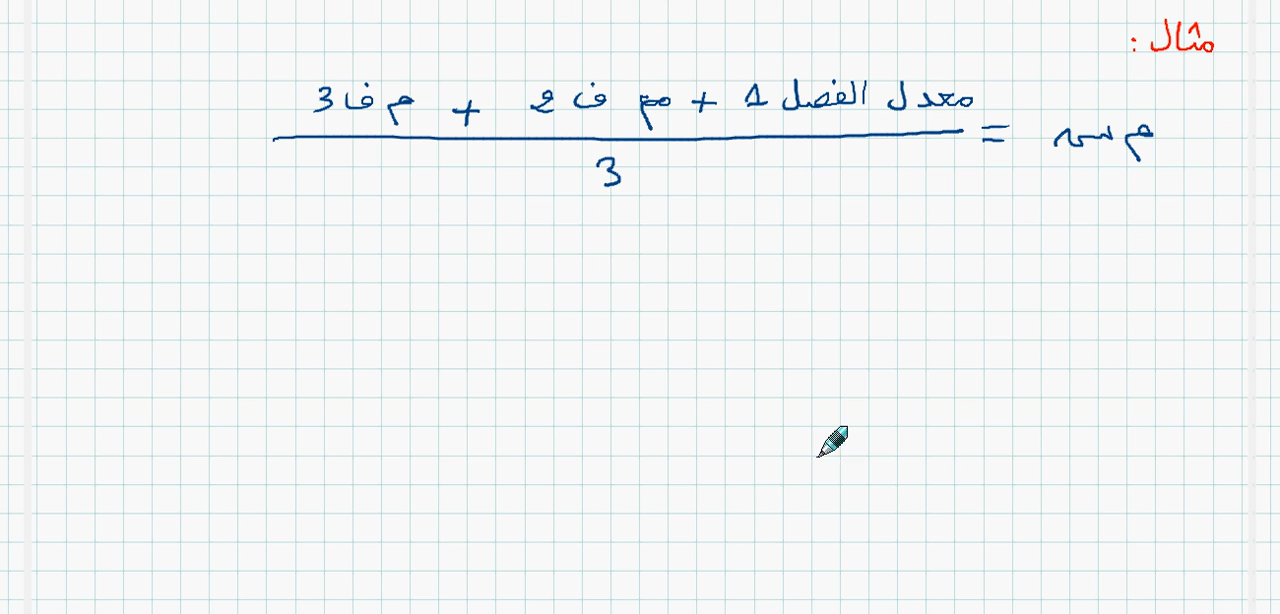 مثال :
م س = معدل الفصل 1 + م ف 2 + م ف 3
3